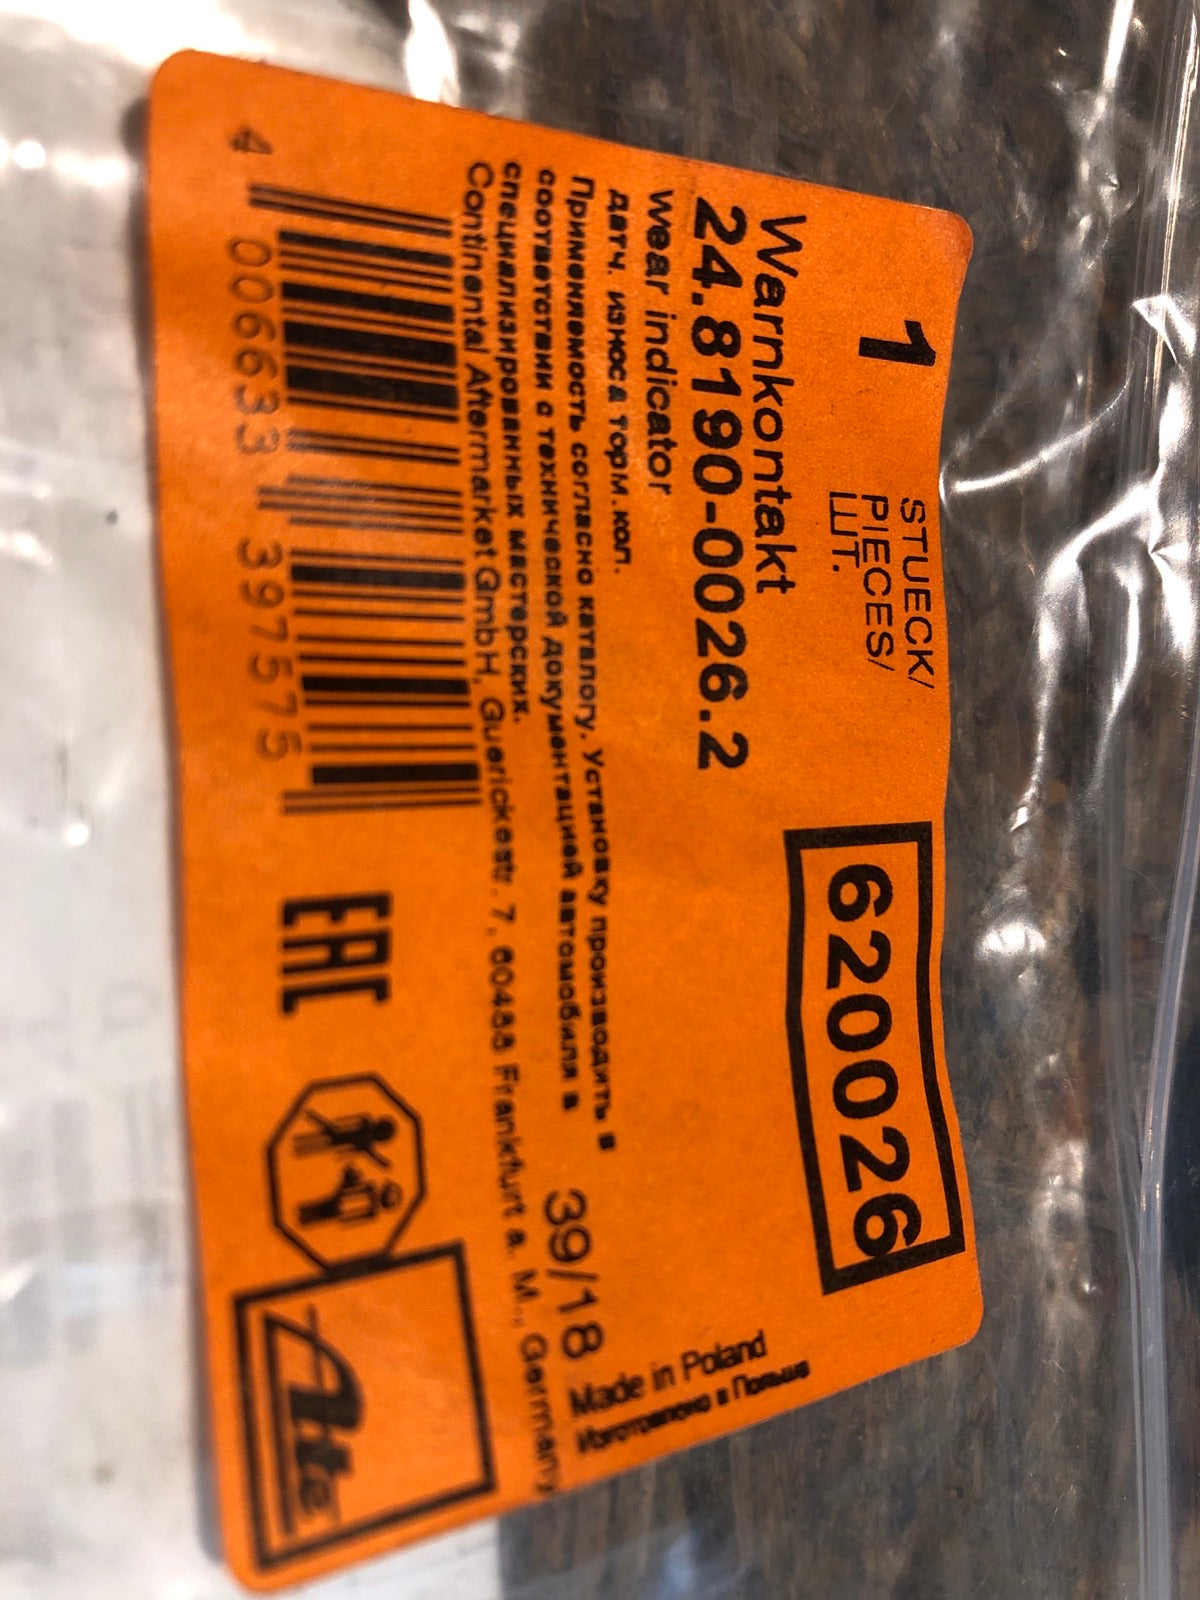 1
STUECK/
PIECES/
ШТ.
620026
Warnkontakt
24.8190-0026.2
Wear indicator
датч. износа торм.кол.
Применяемость согласно каталогу. Установку производить в
соответствии с технической документацией автомобиля в
специализированных мастерских.
Continental Aftermarket GmbH, Guerickestr. 7, 60488 Frankfurt a. M., Germany
39/18
Made in Poland
Изготовлено в Польше
4 006633 397575
EAC
Ate